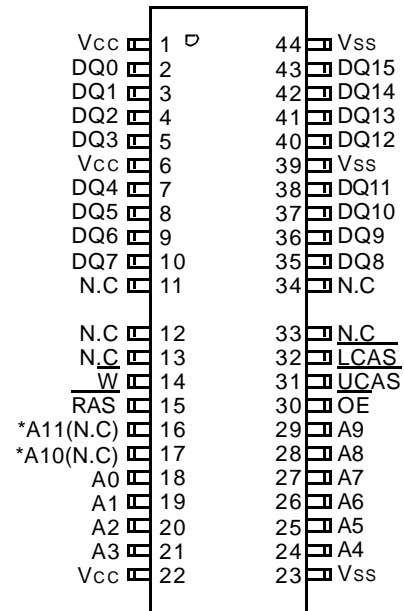 Vcc 1 44 Vss
DQ0 2 43 DQ15
DQ1 3 42 DQ14
DQ2 4 41 DQ13
DQ3 5 40 DQ12
Vcc 6 39 Vss
DQ4 7 38 DQ11
DQ5 8 37 DQ10
DQ6 9 36 DQ9
DQ7 10 35 DQ8
N.C 11 34 N.C
N.C 12 33 N.C
N.C 13 32 LCAS
W 14 31 UCAS
RAS 15 30 OE
*A11(N.C) 16 29 A9
*A10(N.C) 17 28 A8
A0 18 27 A7
A1 19 26 A6
A2 20 25 A5
A3 21 24 A4
Vcc 22 23 Vss